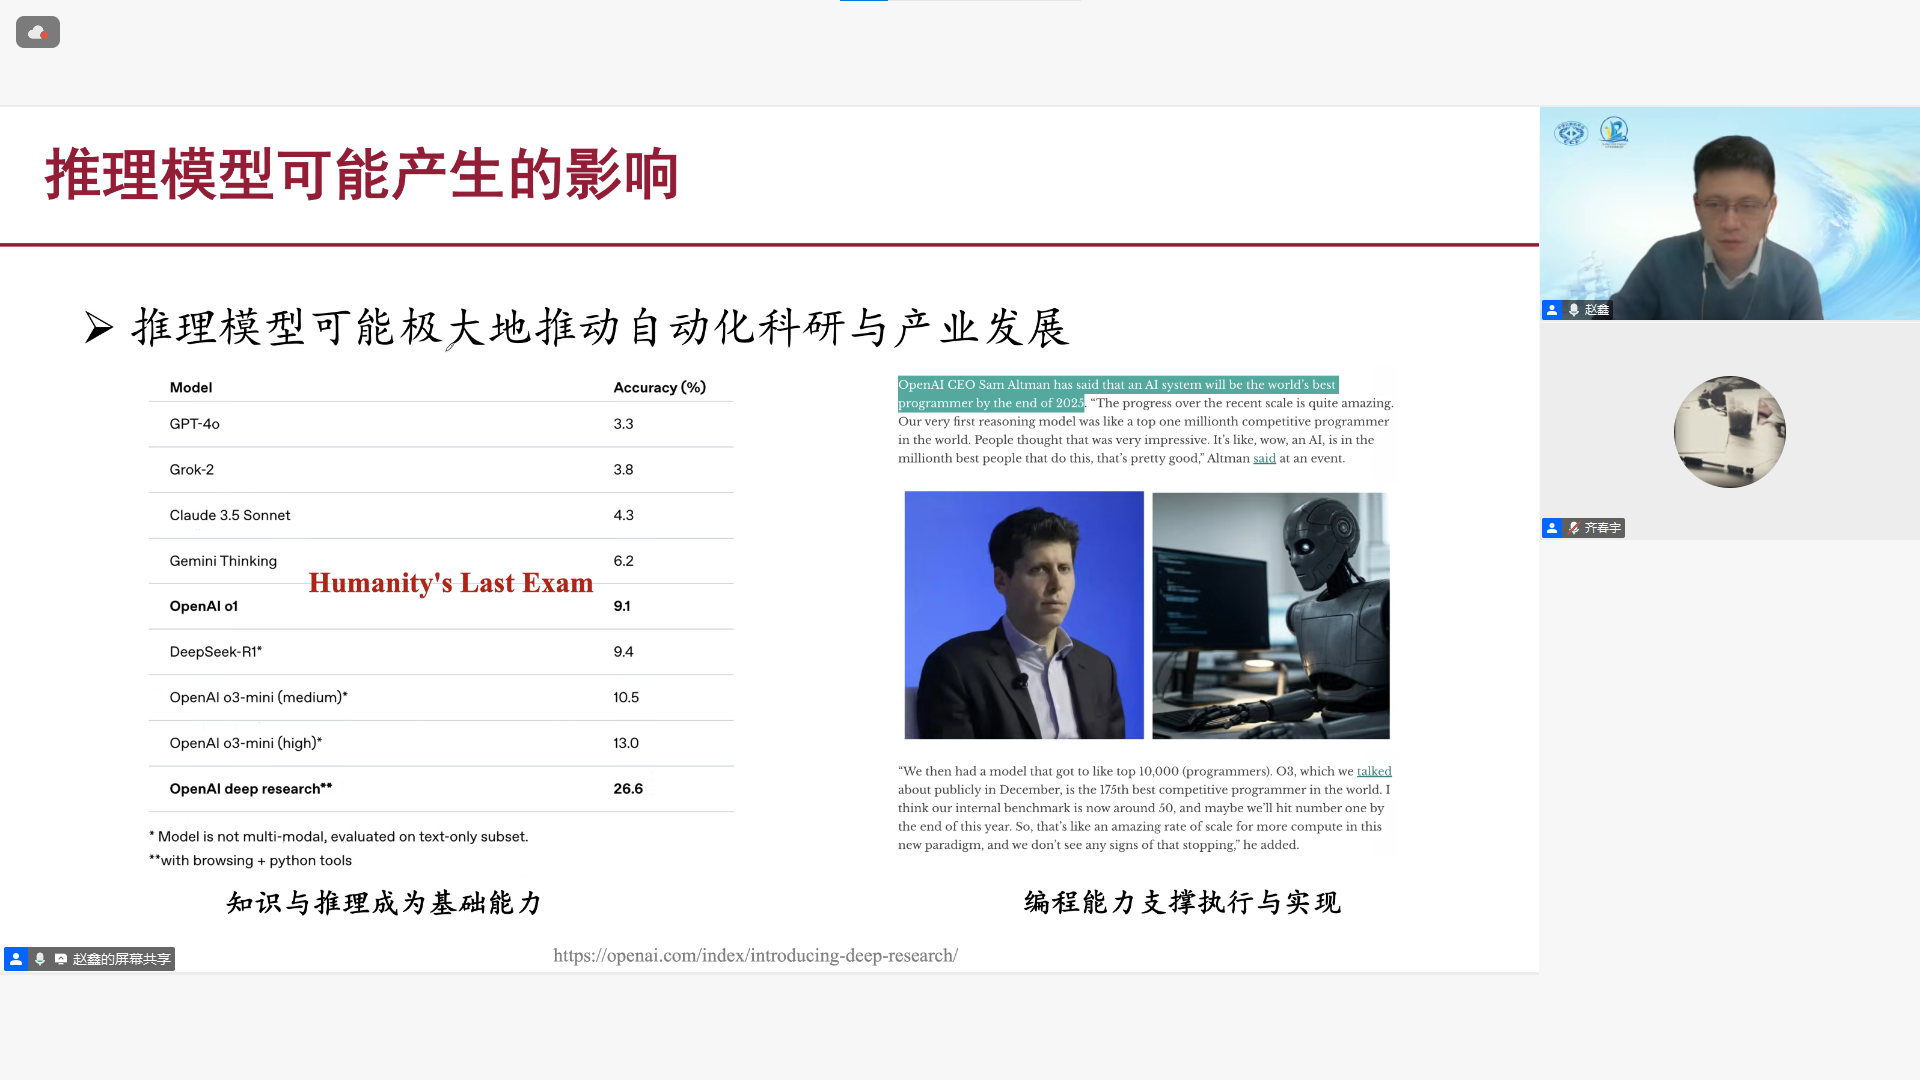 推理模型可能产生的影响
➢ 推理模型可能极大地推动自动化科研与产业发展
Model Accuracy (%)
GPT-4o 3.3
Grok-2 3.8
Claude 3.5 Sonnet 4.3
Gemini Thinking 6.2
Humanity's Last Exam
OpenAI o1 9.1
DeepSeek-R1* 9.4
OpenAI o3-mini (medium)* 10.5
OpenAI o3-mini (high)* 13.0
OpenAI deep research** 26.6
* Model is not multi-modal, evaluated on text-only subset.
**with browsing + python tools
知识与推理成为基础能力
OpenAI CEO Sam Altman has said that an AI system will be the world’s best
programmer by the end of 2025. “The progress over the recent scale is quite amazing.
Our very first reasoning model was like a top one millionth competitive programmer
in the world. People thought that was very impressive. It’s like, wow, an AI, is in the
millionth best people that do this, that’s pretty good,” Altman said at an event.
“We then had a model that got to like top 10,000 (programmers). O3, which we talked
about publicly in December, is the 175th best competitive programmer in the world. I
think our internal benchmark is now around 50, and maybe we’ll hit number one by
the end of this year. So, that’s like an amazing rate of scale for more compute in this
new paradigm, and we don’t see any signs of that stopping,” he added.
编程能力支撑执行与实现
https://openai.com/index/introducing-deep-research/
赵鑫的屏幕共享
赵鑫
齐春宇